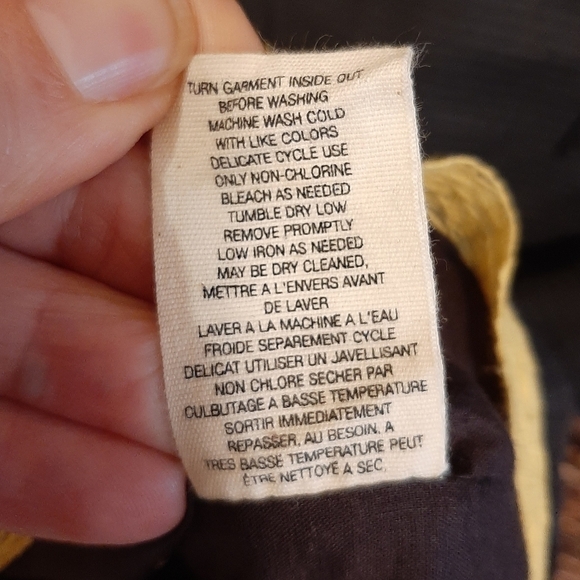 TURN GARMENT INSIDE OUT
BEFORE WASHING
MACHINE WASH COLD
WITH LIKE COLORS
DELICATE CYCLE USE
ONLY NON-CHLORINE
BLEACH AS NEEDED
TUMBLE DRY LOW
REMOVE PROMPTLY
LOW IRON AS NEEDED
MAY BE DRY CLEANED,
METTRE A L'ENVERS AVANT
DE LAVER
LAVER A LA MACHINE A L'EAU
FROIDE SEPAREMENT CYCLE
DELICAT UTILISER UN JAVELLISANT
NON CHLORE SECHER PAR
CULBUTAGE A BASSE TEMPERATURE
SORTIR IMMEDIATEMENT
REPASSER, AU BESOIN, A
TRES BASSE TEMPERATURE PEUT
ÊTRE NETTOYÉ A SEC,